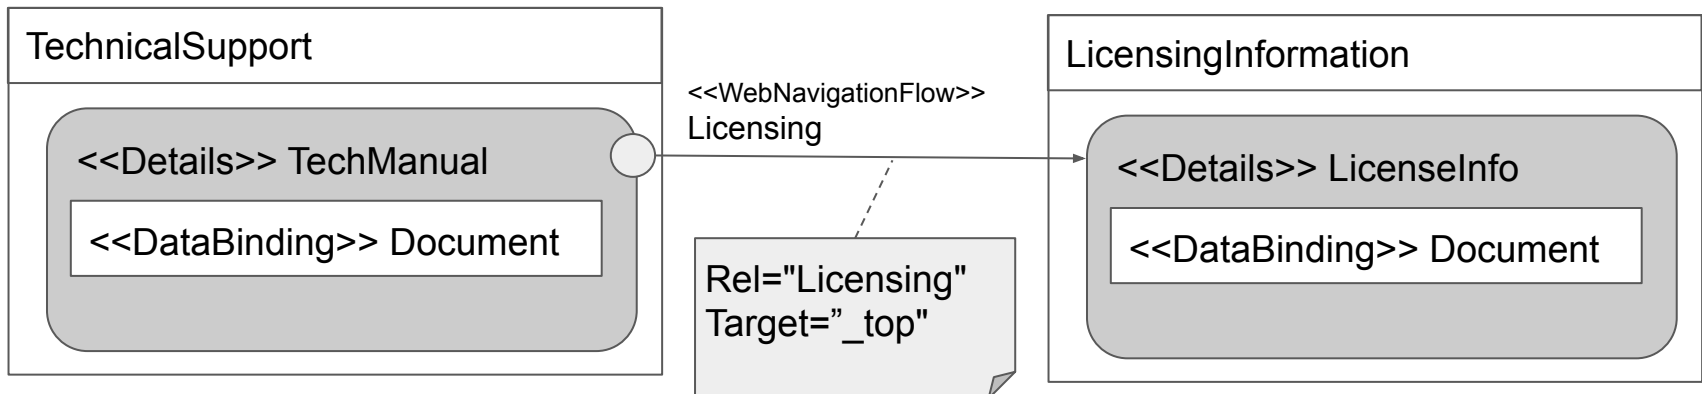 TechnicalSupport
<<Details>> TechManual
<<DataBinding>> Document
<<WebNavigationFlow>>
Licensing
Rel="Licensing"
Target=”_top"
LicensingInformation
<<Details>> LicenseInfo
<<DataBinding>> Document